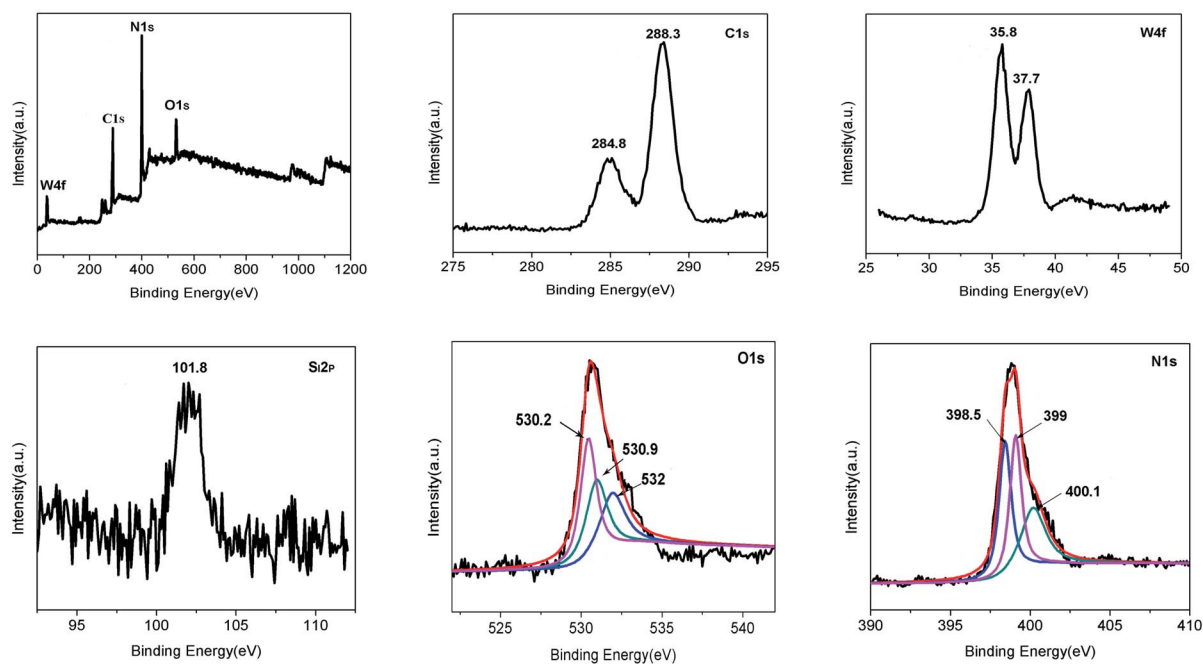 N1s
C1s
O1s
W4f
Intensity(a.u.)
0 200 400 600 800 1000 1200
Binding Energy(eV)
C1s
288.3
284.8
Intensity(a.u.)
275 280 285 290 295
Binding Energy(eV)
W4f
35.8
37.7
Intensity(a.u.)
25 30 35 40 45 50
Binding Energy(eV)
Si2p
101.8
Intensity(a.u.)
95 100 105 110
Binding Energy(eV)
O1s
530.2
530.9
532
Intensity(a.u.)
525 530 535 540
Binding Energy(eV)
N1s
398.5
399
400.1
Intensity(a.u.)
390 395 400 405 410
Binding Energy(eV)